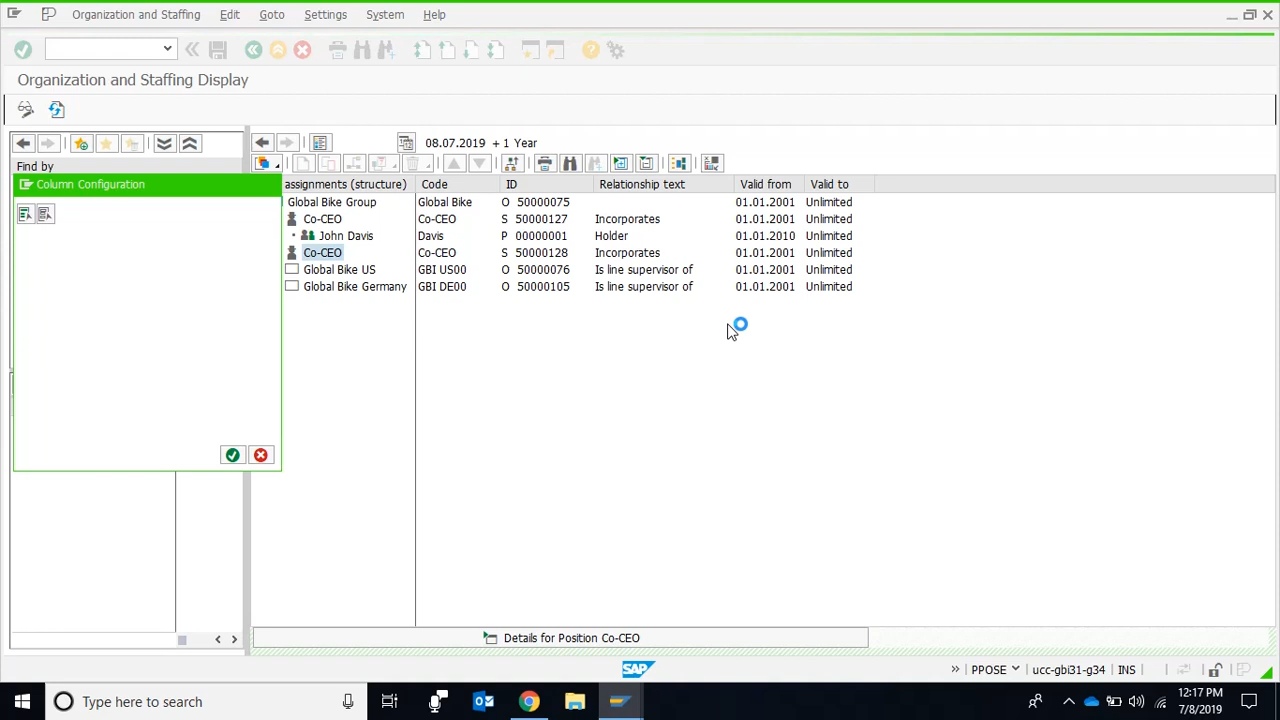 Organization and Staffing Edit Goto Settings System Help
Organization and Staffing Display
08.07.2019 + 1 Year
Find by
Column Configuration
assignments (structure) Code ID Relationship text Valid from Valid to
Global Bike Group Global Bike O 50000075 01.01.2001 Unlimited
Co-CEO Co-CEO S 50000127 Incorporates 01.01.2001 Unlimited
John Davis Davis P 00000001 Holder 01.01.2010 Unlimited
Co-CEO Co-CEO S 50000128 Incorporates 01.01.2001 Unlimited
Global Bike US GBI US00 O 50000076 Is line supervisor of 01.01.2001 Unlimited
Global Bike Germany GBI DE00 O 50000105 Is line supervisor of 01.01.2001 Unlimited
Details for Position Co-CEO
SAP
PPOSE ucc-gbi31-g34 INS
Type here to search
12:17 PM
7/8/2019